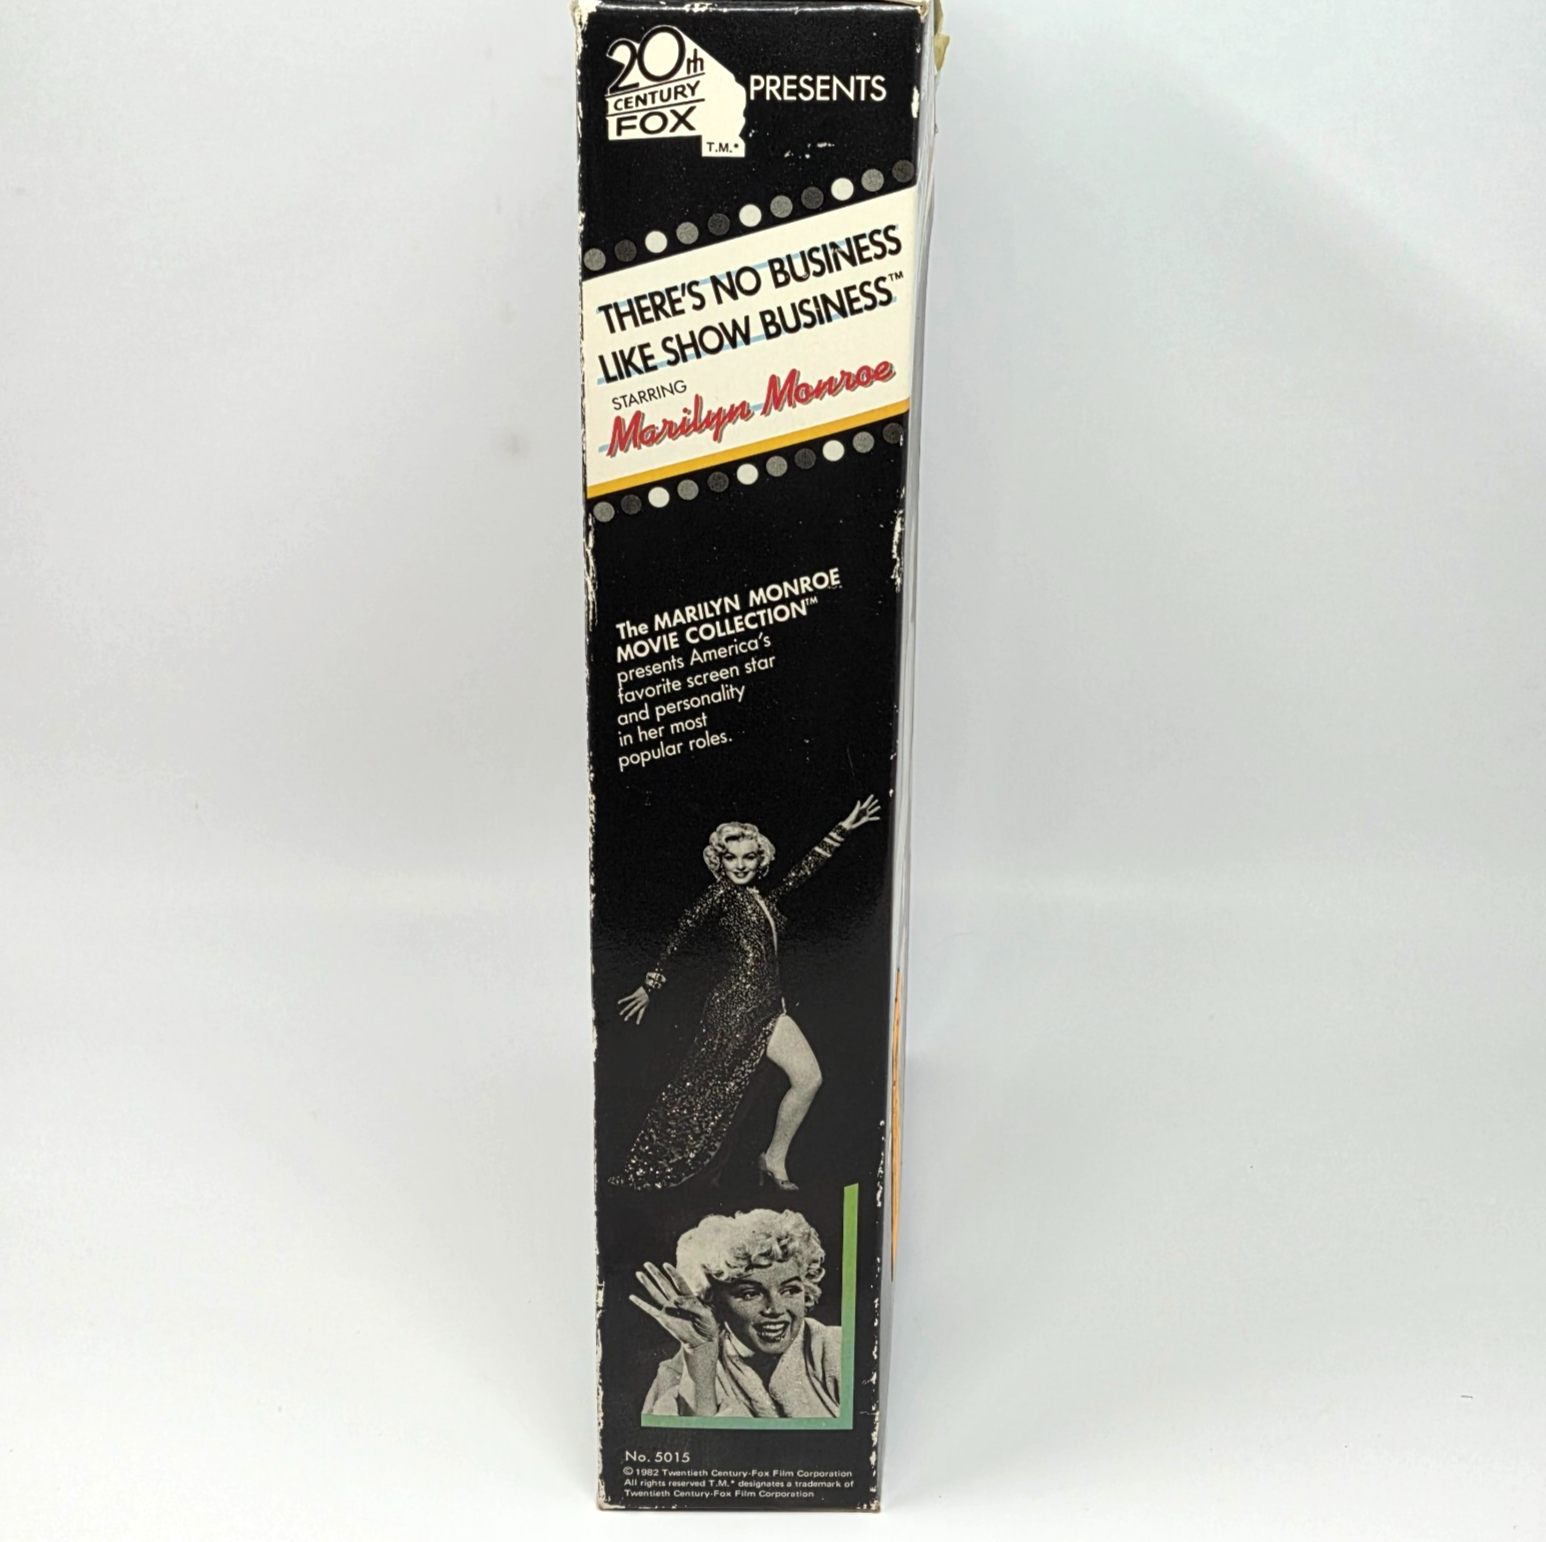 20th
CENTURY
FOX
T.M.*
PRESENTS
THERE'S NO BUSINESS
LIKE SHOW BUSINESS™
STARRING
Marilyn Monroe
The MARILYN MONROE
MOVIE COLLECTION™
presents America's
favorite screen star
and personality
in her most
popular roles.
No. 5015
© 1982 Twentieth Century-Fox Film Corporation
All rights reserved T.M.* designates a trademark of
Twentieth Century-Fox Film Corporation